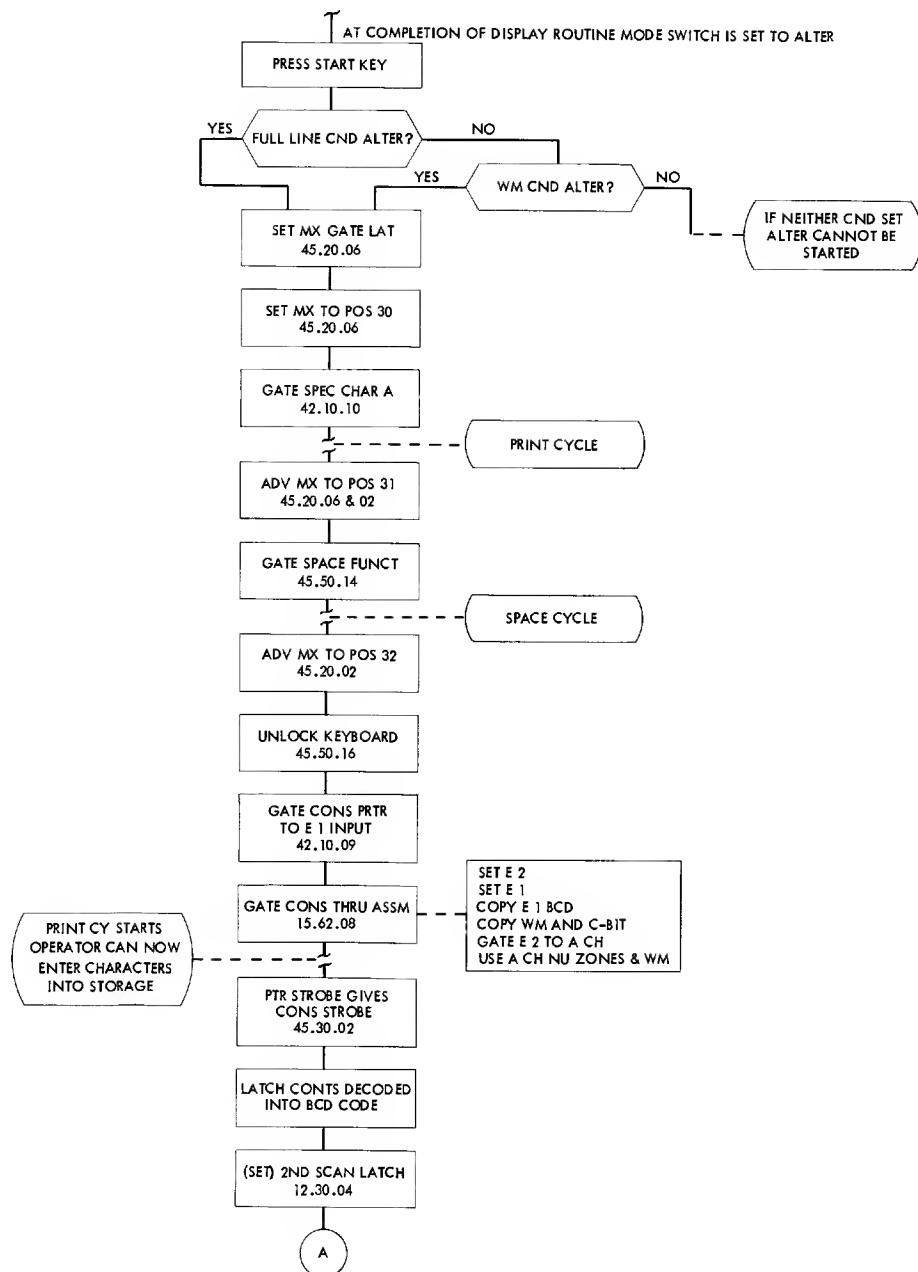 AT COMPLETION OF DISPLAY ROUTINE MODE SWITCH IS SET TO ALTER
PRESS START KEY
YES
FULL LINE CND ALTER?
NO
YES
WM CND ALTER?
NO
IF NEITHER CND SET
ALTER CANNOT BE
STARTED
SET MX GATE LAT
45.20.06
SET MX TO POS 30
45.20.06
GATE SPEC CHAR A
42.10.10
PRINT CYCLE
ADV MX TO POS 31
45.20.06 & 02
GATE SPACE FUNCT
45.50.14
SPACE CYCLE
ADV MX TO POS 32
45.20.02
UNLOCK KEYBOARD
45.50.16
GATE CONS PRTR
TO E 1 INPUT
42.10.09
GATE CONS THRU ASSM
15.62.08
SET E 2
SET E 1
COPY E 1 BCD
COPY WM AND C-BIT
GATE E 2 TO A CH
USE A CH NU ZONES & WM
PRINT CY STARTS
OPERATOR CAN NOW
ENTER CHARACTERS
INTO STORAGE
PTR STROBE GIVES
CONS STROBE
45.30.02
LATCH CONTS DECODED
INTO BCD CODE
(SET) 2ND SCAN LATCH
12.30.04
A